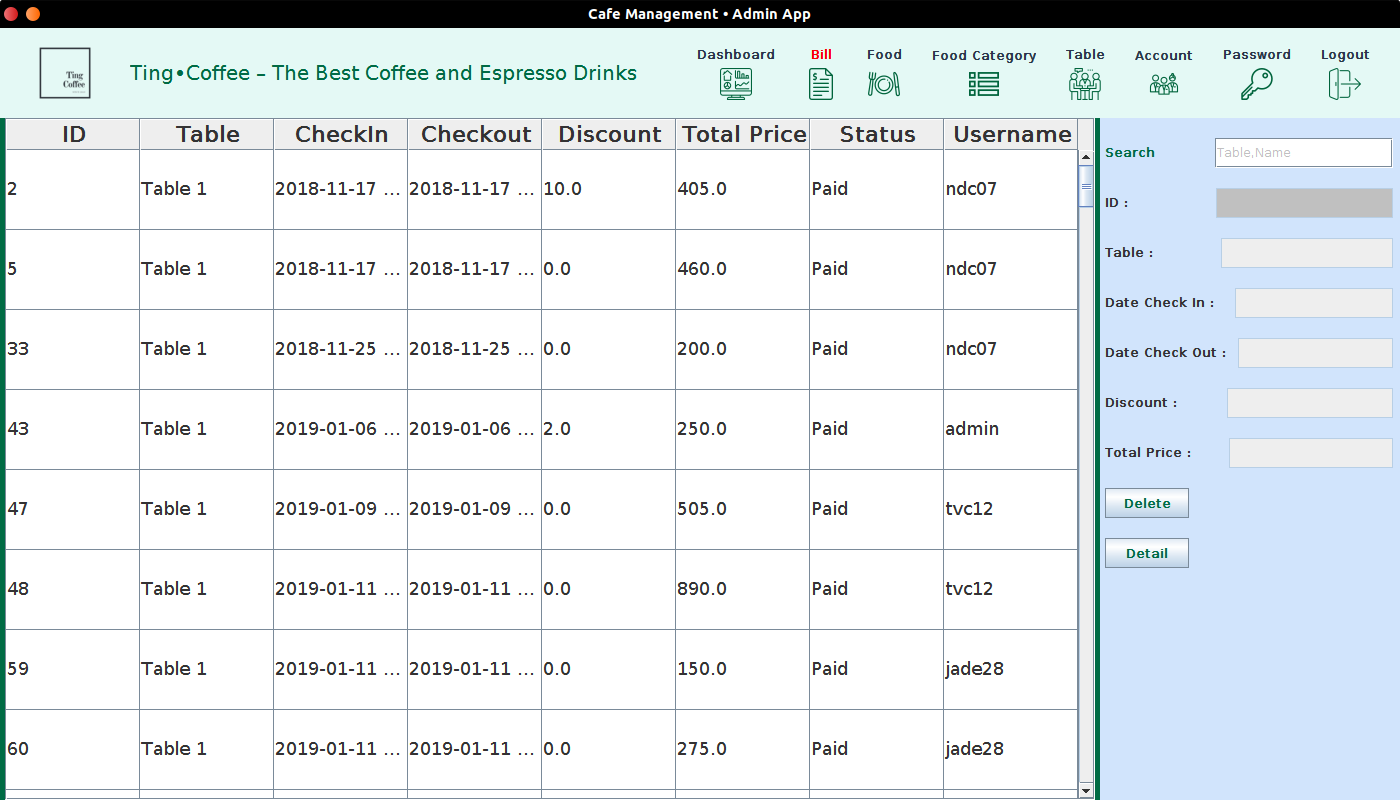 Cafe Management • Admin App
Ting
Coffee
Ting•Coffee – The Best Coffee and Espresso Drinks
Dashboard Bill Food Food Category Table Account Password Logout
ID Table CheckIn Checkout Discount Total Price Status Username
2 Table 1 2018-11-17 ... 2018-11-17 ... 10.0 405.0 Paid ndc07
5 Table 1 2018-11-17 ... 2018-11-17 ... 0.0 460.0 Paid ndc07
33 Table 1 2018-11-25 ... 2018-11-25 ... 0.0 200.0 Paid ndc07
43 Table 1 2019-01-06 ... 2019-01-06 ... 2.0 250.0 Paid admin
47 Table 1 2019-01-09 ... 2019-01-09 ... 0.0 505.0 Paid tvc12
48 Table 1 2019-01-11 ... 2019-01-11 ... 0.0 890.0 Paid tvc12
59 Table 1 2019-01-11 ... 2019-01-11 ... 0.0 150.0 Paid jade28
60 Table 1 2019-01-11 ... 2019-01-11 ... 0.0 275.0 Paid jade28
Search Table,Name
ID :
Table :
Date Check In :
Date Check Out :
Discount :
Total Price :
Delete
Detail